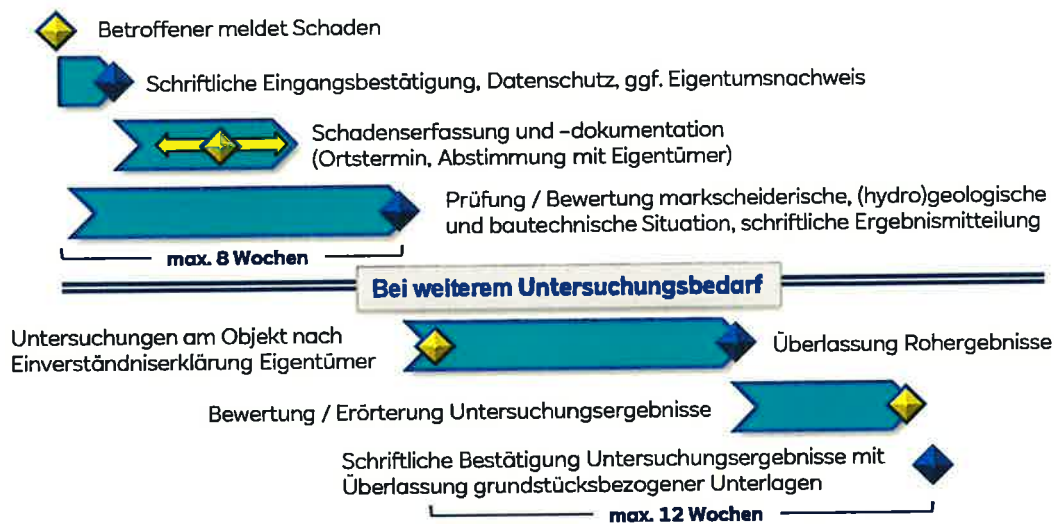 Betroffener meldet Schaden
Schriftliche Eingangsbestätigung, Datenschutz, ggf. Eigentumsnachweis
Schadenserfassung und -dokumentation
(Ortstermin, Abstimmung mit Eigentümer)
Prüfung / Bewertung markscheiderische, (hydro)geologische
und bautechnische Situation, schriftliche Ergebnismitteilung
max. 8 Wochen
Bei weiterem Untersuchungsbedarf
Untersuchungen am Objekt nach
Einverständniserklärung Eigentümer
Überlassung Rohergebnisse
Bewertung / Erörterung Untersuchungsergebnisse
Schriftliche Bestätigung Untersuchungsergebnisse mit
Überlassung grundstücksbezogener Unterlagen
max. 12 Wochen